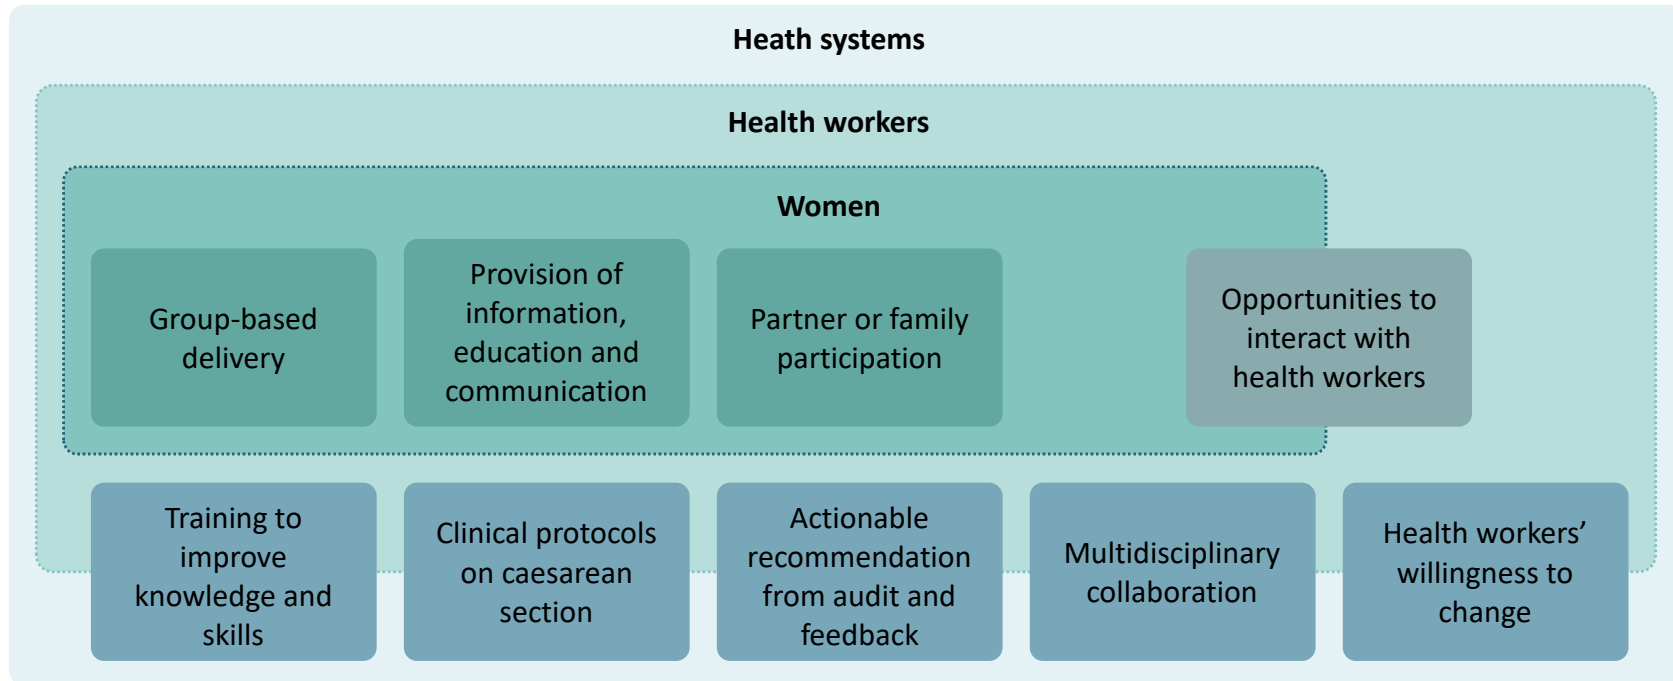 Heath systems
Health workers
Women
Group-based
delivery
Provision of
information,
education and
communication
Partner or family
participation
Opportunities to
interact with
health workers
Training to
improve
knowledge and
skills
Clinical protocols
on caesarean
section
Actionable
recommendation
from audit and
feedback
Multidisciplinary
collaboration
Health workers’
willingness to
change